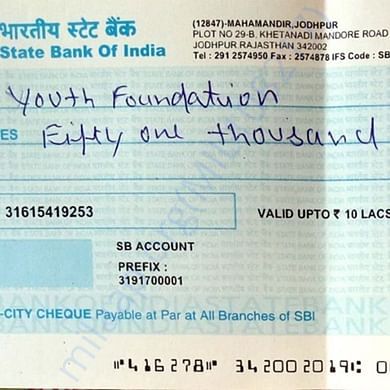 भारतीय स्टेट बैंक
State Bank Of India
(12847)-MAHAMANDIR,JODHPUR
PLOT NO 29-B, KHETANADI MANDORE ROAD
JODHPUR RAJASTHAN 342002
Tel : 291 2574950 Fax : 2574878 IFS Code : SB
Youth Foundation
ES Fifty one thousand
31615419253
VALID UPTO ₹ 10 LACS
SB ACCOUNT
PREFIX :
3191700001
-CITY CHEQUE Payable at Par at All Branches of SBI
⑈416278⑈ 342002019⑆ 0